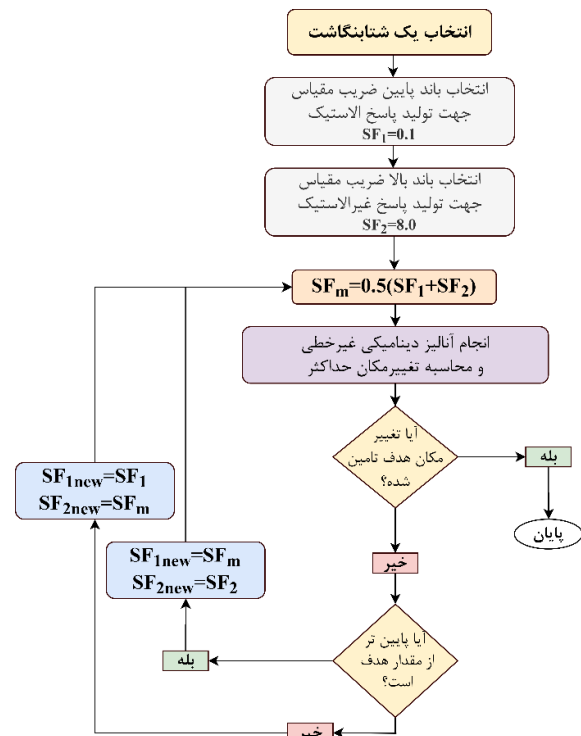 انتخاب یک شتابنگاشت
انتخاب باند پایین ضریب مقیاس
جهت تولید پاسخ الاستیک
SF1=0.1
انتخاب باند بالا ضریب مقیاس
جهت تولید پاسخ غیرالاستیک
SF2=8.0
SFm=0.5(SF1+SF2)
انجام آنالیز دینامیکی غیرخطی
و محاسبه تغییرمکان حداکثر
آیا تغییر
مکان هدف تامین
شده؟
بله
پایان
خیر
آیا پایین تر
از مقدار هدف
است؟
بله
SF1new=SFm
SF2new=SF2
خیر
SF1new=SF1
SF2new=SFm